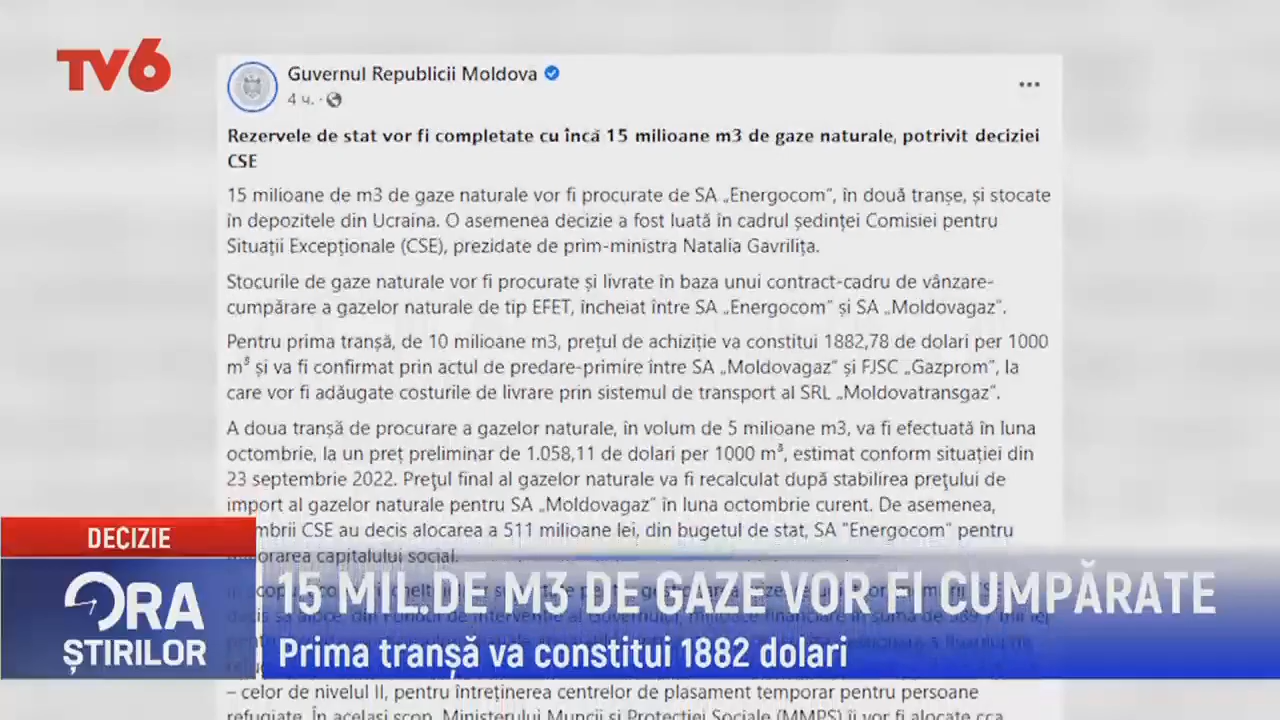 TV6
Guvernul Republicii Moldova
4 ч. ·
Rezervele de stat vor fi completate cu încă 15 milioane m3 de gaze naturale, potrivit deciziei
CSE
15 milioane de m3 de gaze naturale vor fi procurate de SA „Energocom”, în două tranșe, și stocate
în depozitele din Ucraina. O asemenea decizie a fost luată în cadrul ședinței Comisiei pentru
Situații Excepționale (CSE), prezidate de prim-ministra Natalia Gavrilița.
Stocurile de gaze naturale vor fi procurate și livrate în baza unui contract-cadru de vânzare-
cumpărare a gazelor naturale de tip EFET, încheiat între SA „Energocom” și SA „Moldovagaz”.
Pentru prima tranșă, de 10 milioane m3, prețul de achiziție va constitui 1882,78 de dolari per 1000
m³ și va fi confirmat prin actul de predare-primire între SA „Moldovagaz” și FJSC „Gazprom”, la
care vor fi adăugate costurile de livrare prin sistemul de transport al SRL „Moldovatransgaz”.
A doua tranșă de procurare a gazelor naturale, în volum de 5 milioane m3, va fi efectuată în luna
octombrie, la un preț preliminar de 1.058,11 de dolari per 1000 m³, estimat conform situației din
23 septembrie 2022. Prețul final al gazelor naturale va fi recalculat după stabilirea prețului de
import al gazelor naturale pentru SA „Moldovagaz” în luna octombrie curent. De asemenea,
CSE au decis alocarea a 511 milioane lei, din bugetul de stat, SA "Energocom" pentru
capitalului social.
DECIZIE
ORA
ȘTIRILOR
15 MIL.DE M3 DE GAZE VOR FI CUMPĂRATE
Prima tranșă va constitui 1882 dolari
– celor de nivelul II, pentru întreținerea centrelor de plasament temporar pentru persoane
refugiate. În același scop, Ministerului Muncii și Protecției Sociale (MMPS) îi vor fi alocate cca